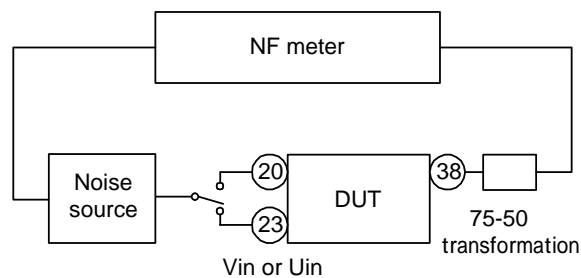 NF meter
Noise
source
20
23
DUT
38
75-50
transformation
Vin or Uin